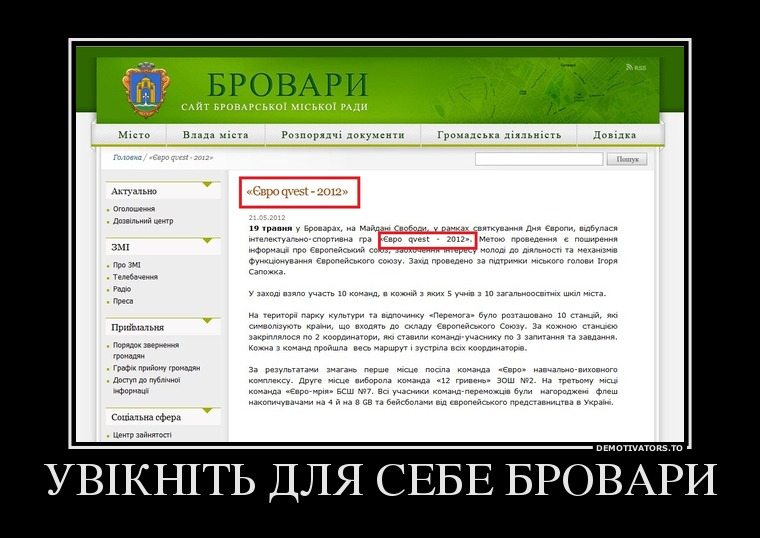 БРОВАРИ
САЙТ БРОВАРСЬКОЇ МІСЬКОЇ РАДИ
RSS
Місто
Влада міста
Розпорядчі документи
Громадська діяльність
Довідка
Головна / «Євро qvest - 2012»
Пошук
Актуально
Оголошення
Дозвільний центр
ЗМІ
Про ЗМІ
Телебачення
Радіо
Преса
Приймальня
Порядок звернення
громадян
Графік прийому громадян
Доступ до публічної
інформації
Соціальна сфера
Центр зайнятості
«Євро qvest - 2012»
21.05.2012
19 травня у Броварах, на Майдані Свободи, у рамках святкування Дня Європи, відбулася
інтелектуально-спортивна гра «Євро qvest - 2012». Метою проведення є поширення
інформації про Європейський союз, заохочення інтересу молоді до діяльності та механізмів
функціонування Європейського союзу. Захід проведено за підтримки міського голови Ігоря
Сапожка.
У заході взяло участь 10 команд, в кожній з яких 5 учнів з 10 загальноосвітніх шкіл міста.
На території парку культури та відпочинку «Перемога» було розташовано 10 станцій, які
символізують країни, що входять до складу Європейського Союзу. За кожною станцією
закріплялося по 2 координатори, які ставили команді-учаснику по 3 запитання та завдання.
Кожна з команд пройшла весь маршрут і зустріла всіх координаторів.
За результатами змагань перше місце посіла команда «Євро» навчально-виховного
комплексу. Друге місце виборола команда «12 гривень» ЗОШ №2. На третьому місці
команда «Євро-мрія» БСШ №7. Всі учасники команд-переможців були нагороджені флеш
накопичувачами на 4 й на 8 GB та бейсболами від європейського представництва в Україні.
DEMOTIVATORS.TO
УВІКНІТЬ ДЛЯ СЕБЕ БРОВАРИ